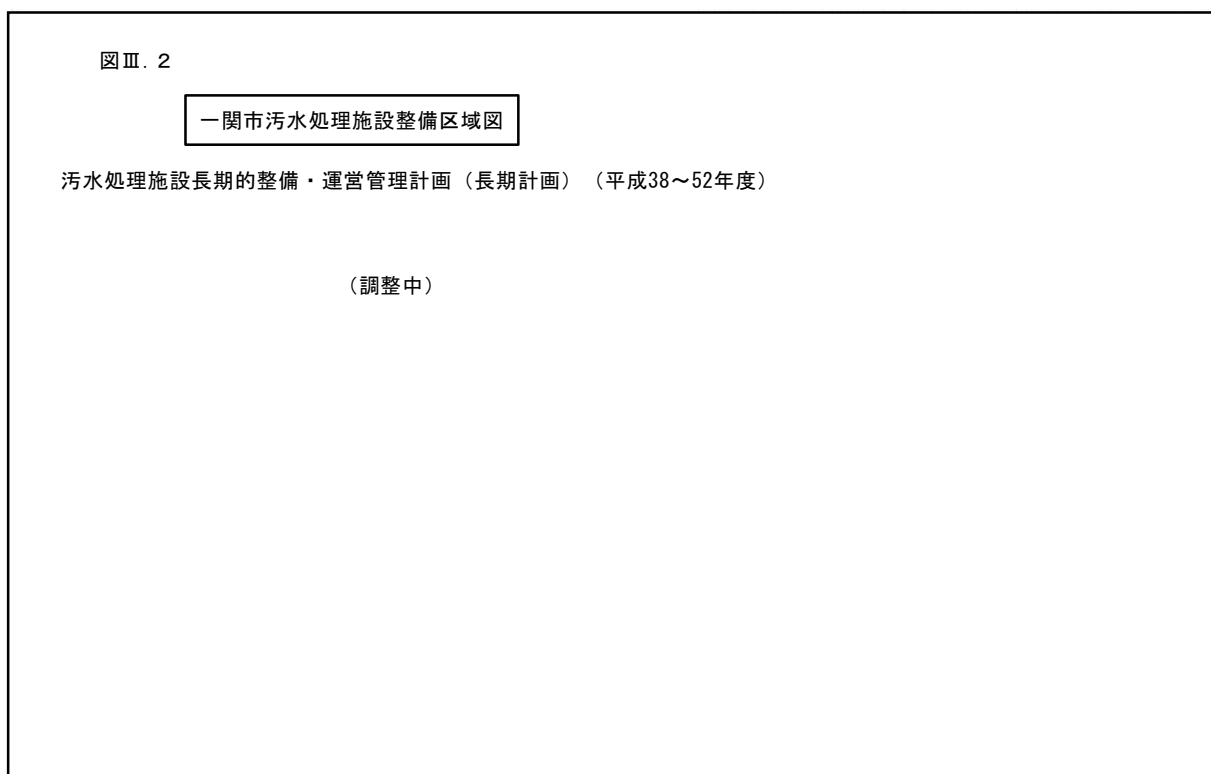 図Ⅲ．２
一関市汚水処理施設整備区域図
汚水処理施設長期的整備・運営管理計画（長期計画）（平成38～52年度）
（調整中）